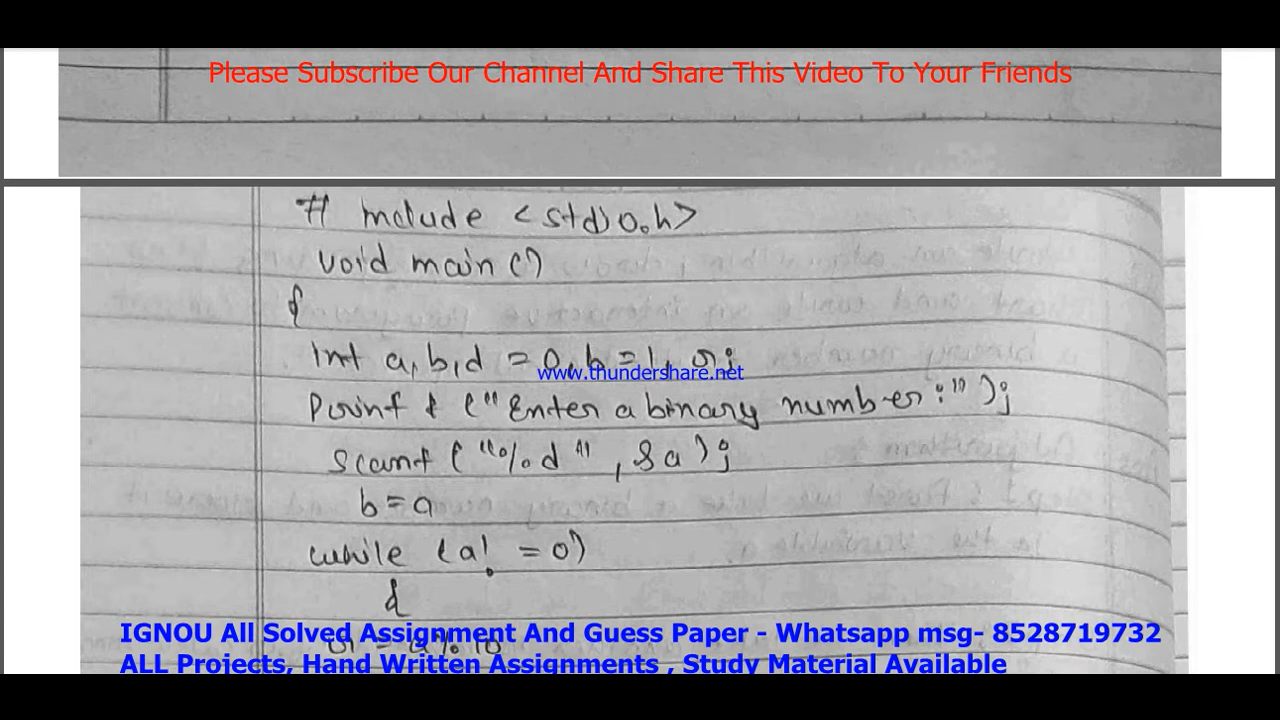 Please Subscribe Our Channel And Share This Video To Your Friends
# include <stdio.h>
void main()
{
int a, b, d = 0, b = 1, r;
www.thundershare.net
Printf ("Enter a binary number:");
scanf ("%d", &a);
b = a
while (a! = 0)
{
IGNOU All Solved Assignment And Guess Paper - Whatsapp msg- 8528719732
r = a % 10
ALL Projects, Hand Written Assignments , Study Material Available